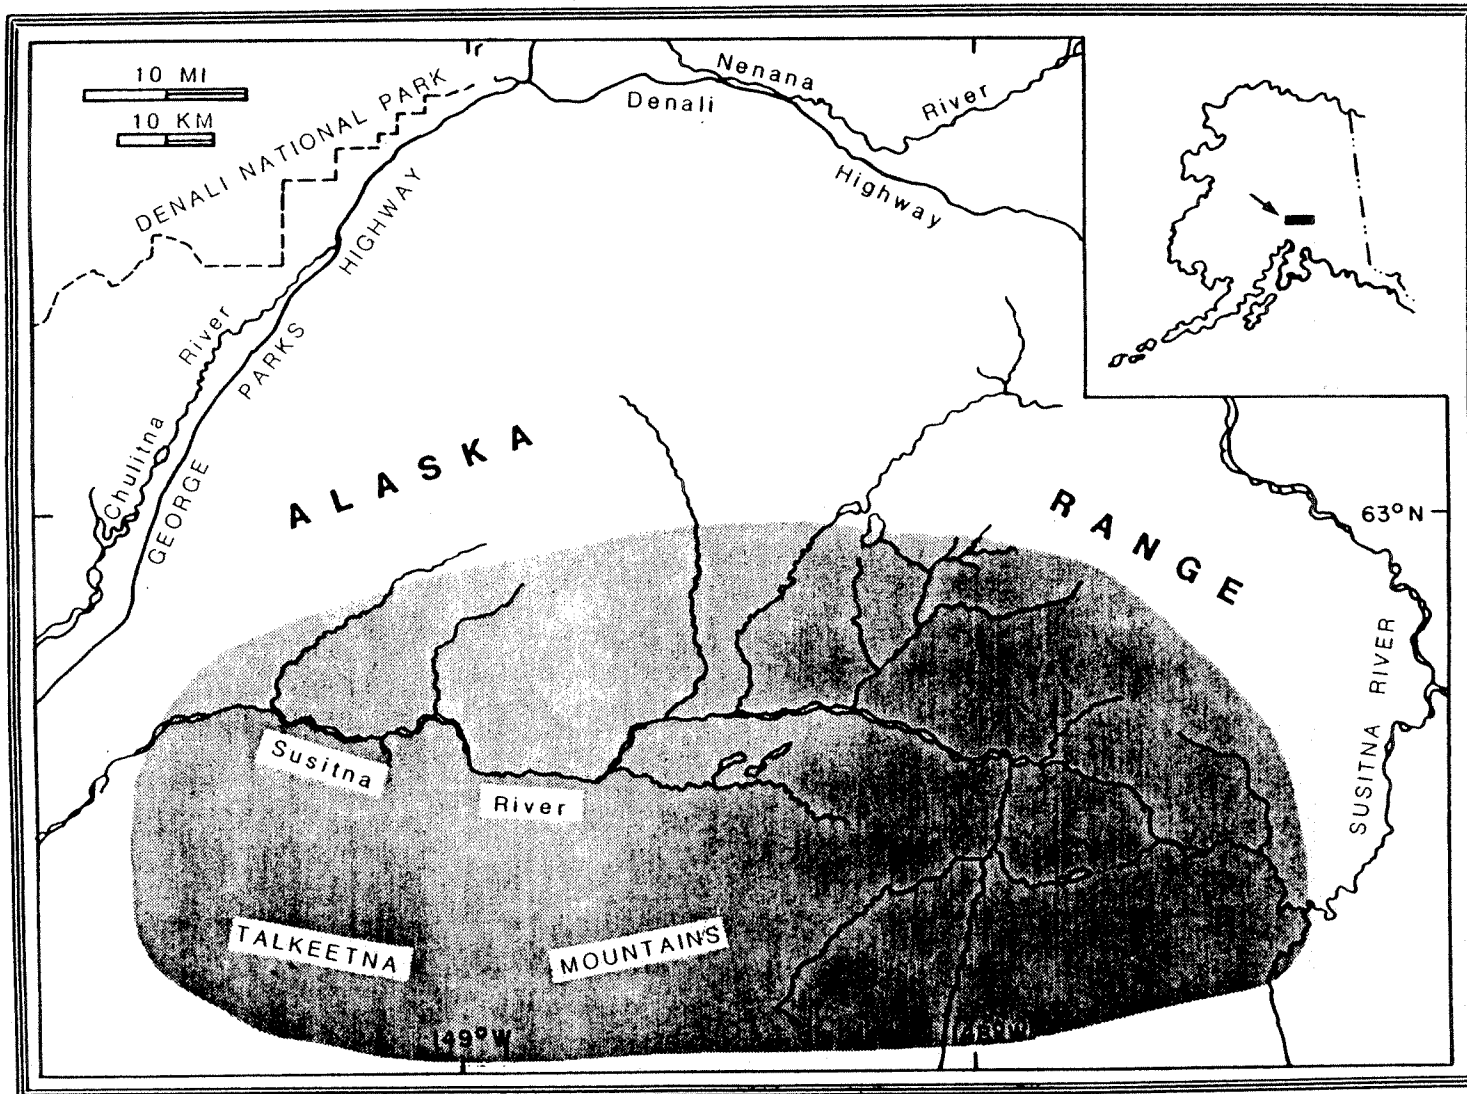 10 MI
10 KM
DENALI NATIONAL PARK
Nenana
River
Denali
Highway
GEORGE PARKS HIGHWAY
Chulitna River
ALASKA
RANGE
63°N
SUSITNA RIVER
Susitna
River
TALKEETNA
MOUNTAINS
149°W
148°W